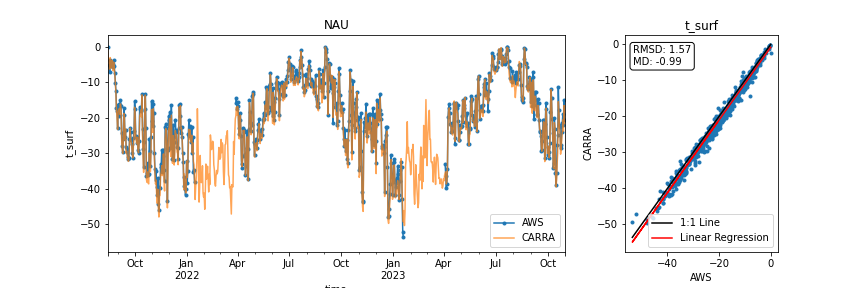 NAU
t_surf
0
−10
−20
−30
−40
−50
Oct
Jan
2022
Apr
Jul
Oct
Jan
2023
Apr
Jul
Oct
time
AWS
CARRA
t_surf
CARRA
0
−10
−20
−30
−40
−50
RMSD: 1.57
MD: -0.99
1:1 Line
Linear Regression
−40
−20
0
AWS